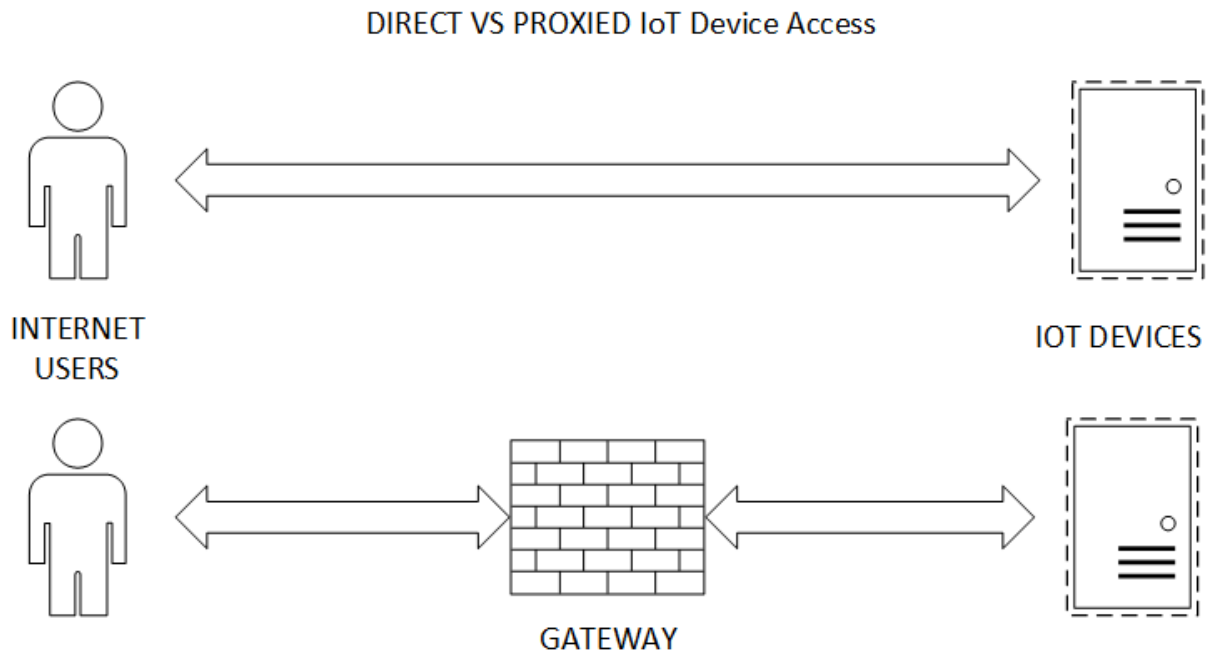 DIRECT VS PROXIED IoT Device Access
INTERNET
USERS
IOT DEVICES
GATEWAY